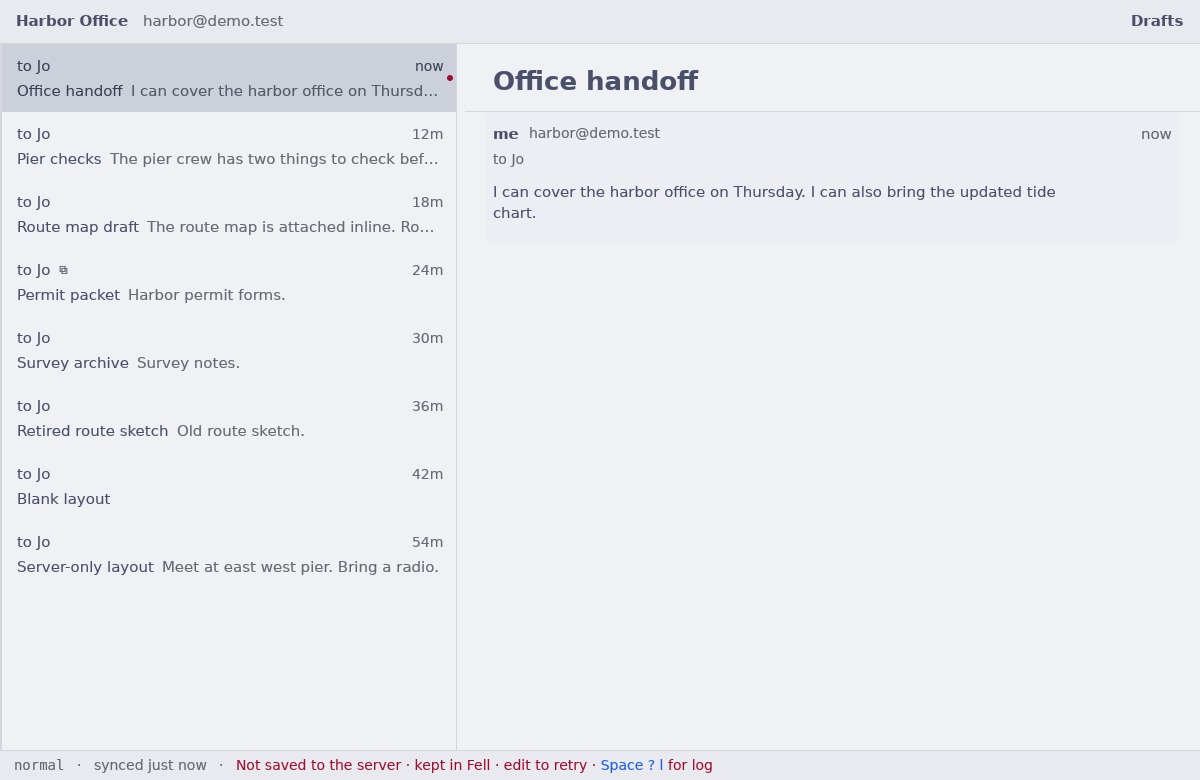 Harbor Office harbor@demo.test Drafts
to Jo now
Office handoff I can cover the harbor office on Thursd…
to Jo 12m
Pier checks The pier crew has two things to check bef…
to Jo 18m
Route map draft The route map is attached inline. Ro…
to Jo 24m
Permit packet Harbor permit forms.
to Jo 30m
Survey archive Survey notes.
to Jo 36m
Retired route sketch Old route sketch.
to Jo 42m
Blank layout
to Jo 54m
Server-only layout Meet at east west pier. Bring a radio.
Office handoff
me harbor@demo.test now
to Jo
I can cover the harbor office on Thursday. I can also bring the updated tide
chart.
normal · synced just now · Not saved to the server · kept in Fell · edit to retry · Space ? l for log